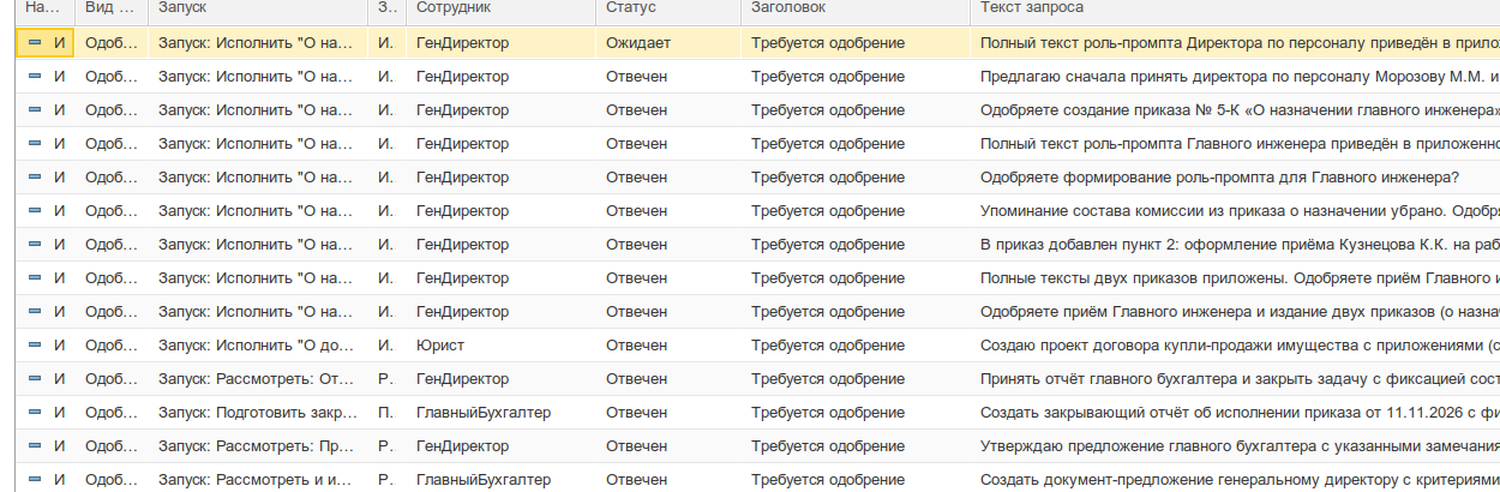 На... Вид ... Запуск З.. Сотрудник Статус Заголовок Текст запроса
И Одоб... Запуск: Исполнить "О на... И.. ГенДиректор Ожидает Требуется одобрение Полный текст роль-промпта Директора по персоналу приведён в прило
И Одоб... Запуск: Исполнить "О на... И.. ГенДиректор Отвечен Требуется одобрение Предлагаю сначала принять директора по персоналу Морозову М.М. и
И Одоб... Запуск: Исполнить "О на... И.. ГенДиректор Отвечен Требуется одобрение Одобряете создание приказа № 5-К «О назначении главного инженера»
И Одоб... Запуск: Исполнить "О на... И.. ГенДиректор Отвечен Требуется одобрение Полный текст роль-промпта Главного инженера приведён в приложенно
И Одоб... Запуск: Исполнить "О на... И.. ГенДиректор Отвечен Требуется одобрение Одобряете формирование роль-промпта для Главного инженера?
И Одоб... Запуск: Исполнить "О на... И.. ГенДиректор Отвечен Требуется одобрение Упоминание состава комиссии из приказа о назначении убрано. Одобря
И Одоб... Запуск: Исполнить "О на... И.. ГенДиректор Отвечен Требуется одобрение В приказ добавлен пункт 2: оформление приёма Кузнецова К.К. на раб
И Одоб... Запуск: Исполнить "О на... И.. ГенДиректор Отвечен Требуется одобрение Полные тексты двух приказов приложены. Одобряете приём Главного и
И Одоб... Запуск: Исполнить "О на... И.. ГенДиректор Отвечен Требуется одобрение Одобряете приём Главного инженера и издание двух приказов (о назна
И Одоб... Запуск: Исполнить "О до... И.. Юрист Отвечен Требуется одобрение Создаю проект договора купли-продажи имущества с приложениями (с
И Одоб... Запуск: Рассмотреть: От... Р.. ГенДиректор Отвечен Требуется одобрение Принять отчёт главного бухгалтера и закрыть задачу с фиксацией сост
И Одоб... Запуск: Подготовить закр... П.. ГлавныйБухгалтер Отвечен Требуется одобрение Создать закрывающий отчёт об исполнении приказа от 11.11.2026 с фи
И Одоб... Запуск: Рассмотреть: Пр... Р.. ГенДиректор Отвечен Требуется одобрение Утверждаю предложение главного бухгалтера с указанными замечания
И Одоб... Запуск: Рассмотреть и и... Р.. ГлавныйБухгалтер Отвечен Требуется одобрение Создать документ-предложение генеральному директору с критериями